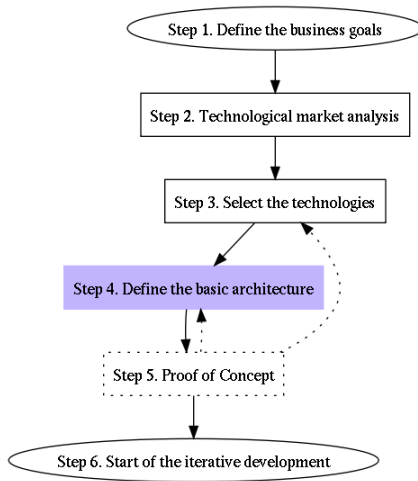 Step 1. Define the business goals
Step 2. Technological market analysis
Step 3. Select the technologies
Step 4. Define the basic architecture
Step 5. Proof of Concept
Step 6. Start of the iterative development